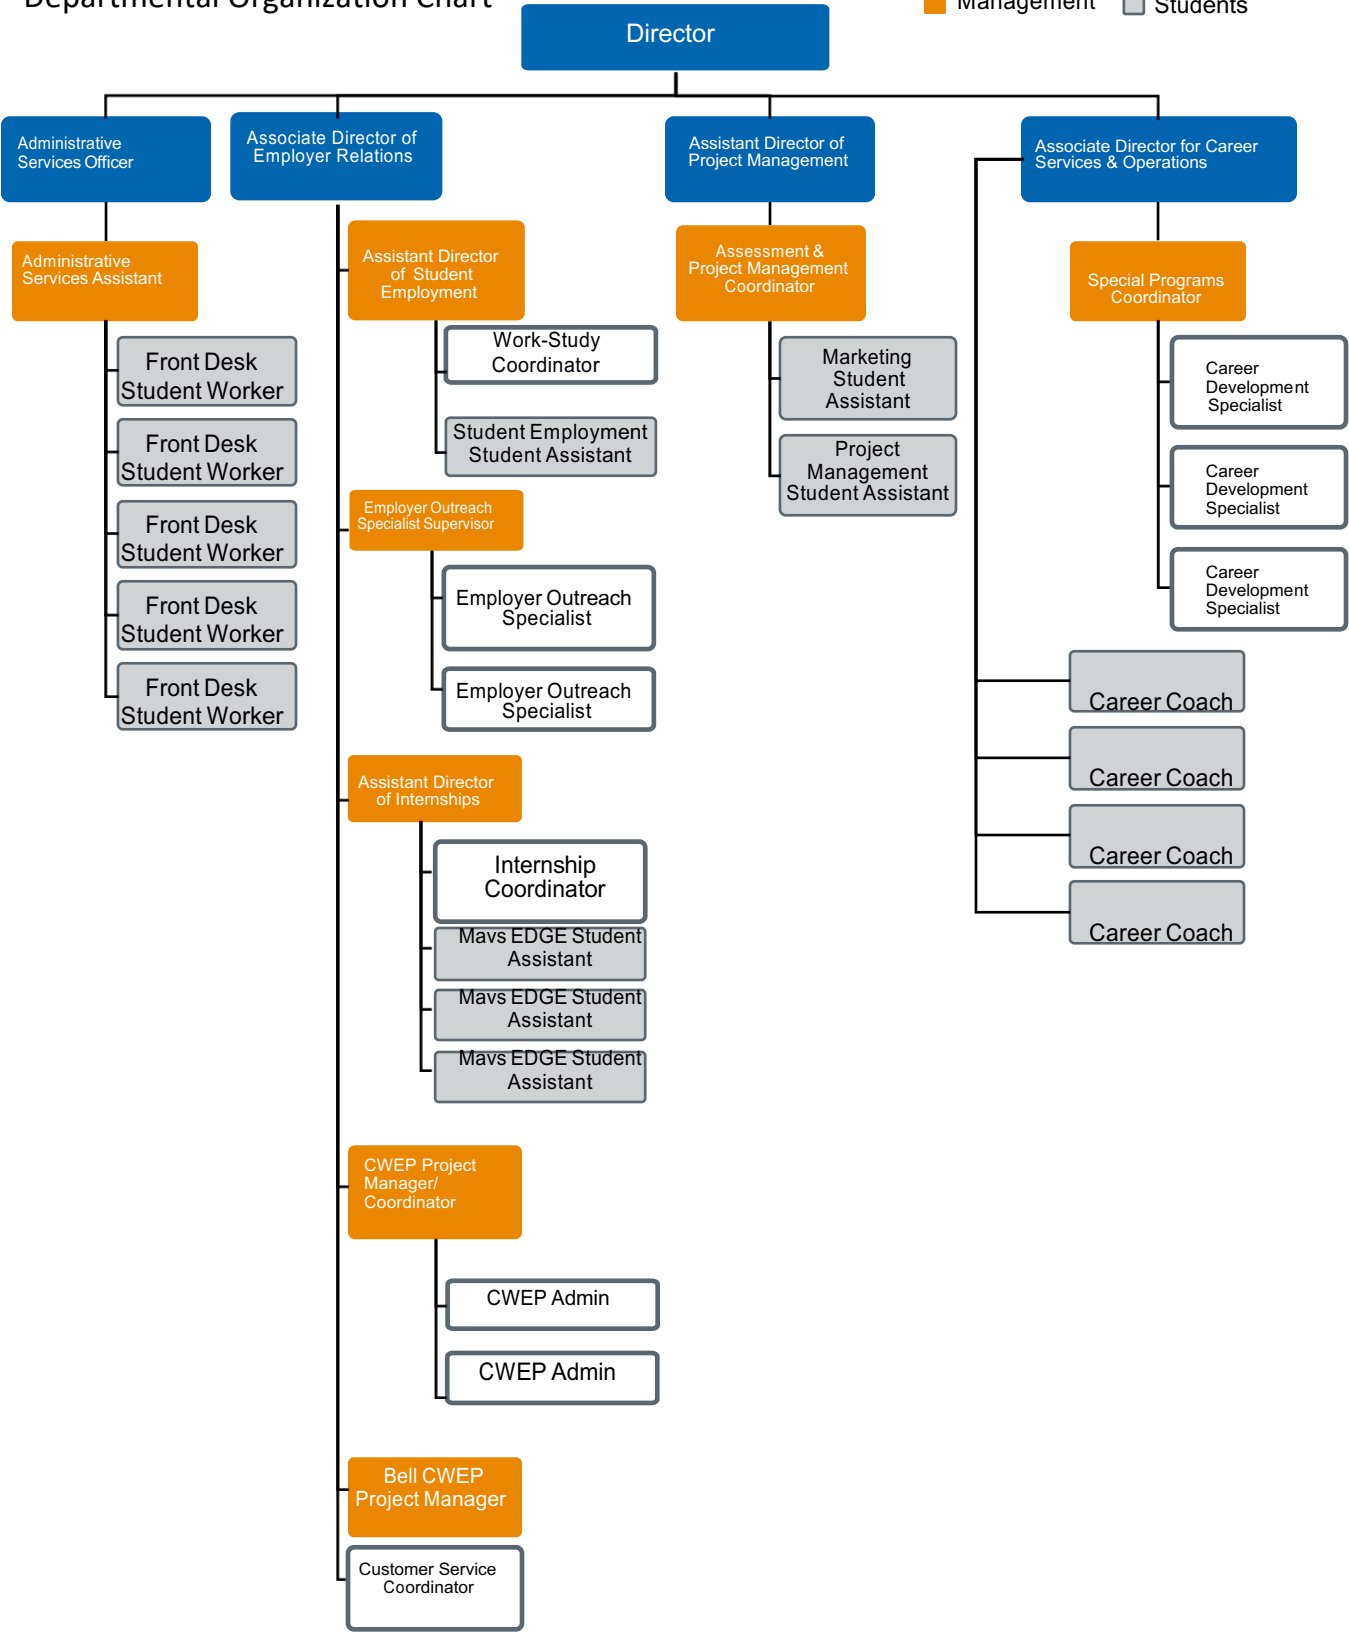 Departmental Organization Chart
Management
Students
Director
Administrative
Services Officer
Associate Director of
Employer Relations
Assistant Director of
Project Management
Associate Director for Career
Services & Operations
Administrative
Services Assistant
Front Desk
Student Worker
Front Desk
Student Worker
Front Desk
Student Worker
Front Desk
Student Worker
Front Desk
Student Worker
Assistant Director
of Student
Employment
Work-Study
Coordinator
Student Employment
Student Assistant
Employer Outreach
Specialist Supervisor
Employer Outreach
Specialist
Employer Outreach
Specialist
Assistant Director
of Internships
Internship
Coordinator
Mavs EDGE Student
Assistant
Mavs EDGE Student
Assistant
Mavs EDGE Student
Assistant
CWEP Project
Manager/
Coordinator
CWEP Admin
CWEP Admin
Bell CWEP
Project Manager
Customer Service
Coordinator
Assessment &
Project Management
Coordinator
Marketing
Student
Assistant
Project
Management
Student Assistant
Special Programs
Coordinator
Career
Development
Specialist
Career
Development
Specialist
Career
Development
Specialist
Career Coach
Career Coach
Career Coach
Career Coach